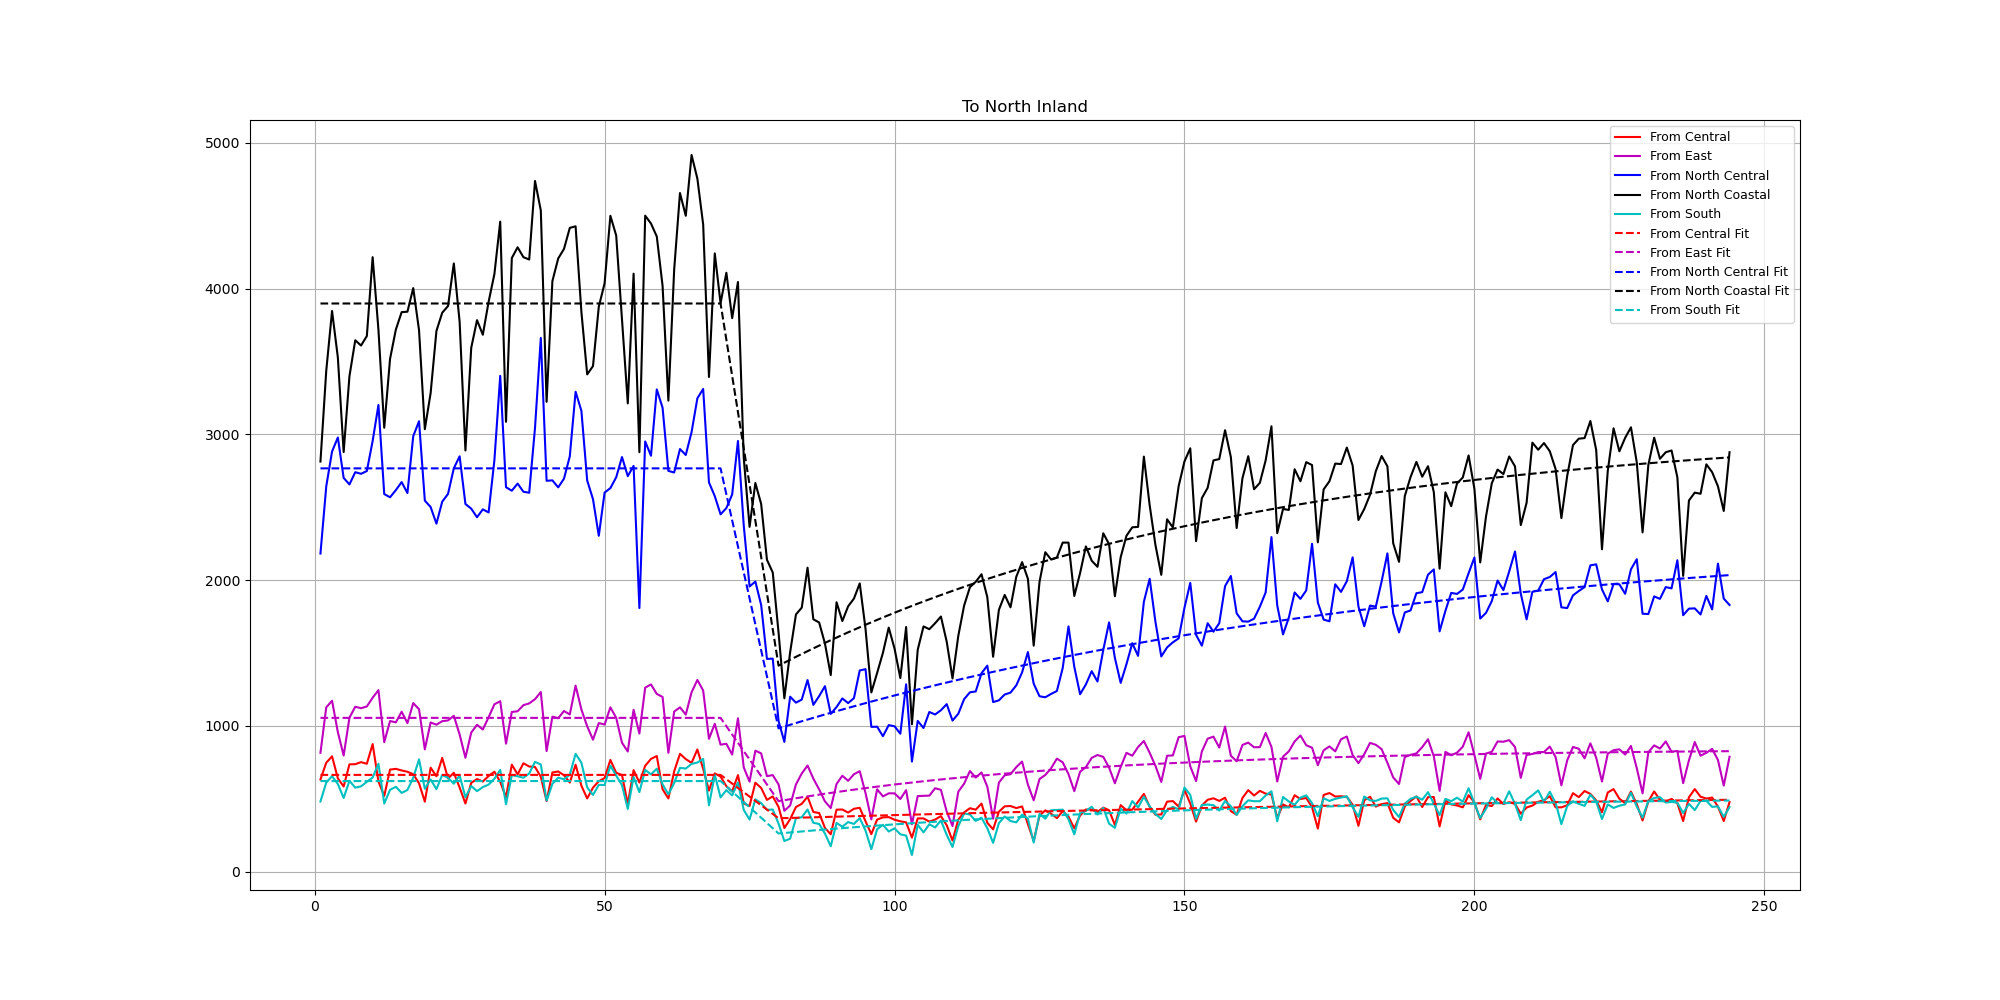 To North Inland
5000
4000
3000
2000
1000
0
0 50 100 150 200 250
From Central
From East
From North Central
From North Coastal
From South
From Central Fit
From East Fit
From North Central Fit
From North Coastal Fit
From South Fit